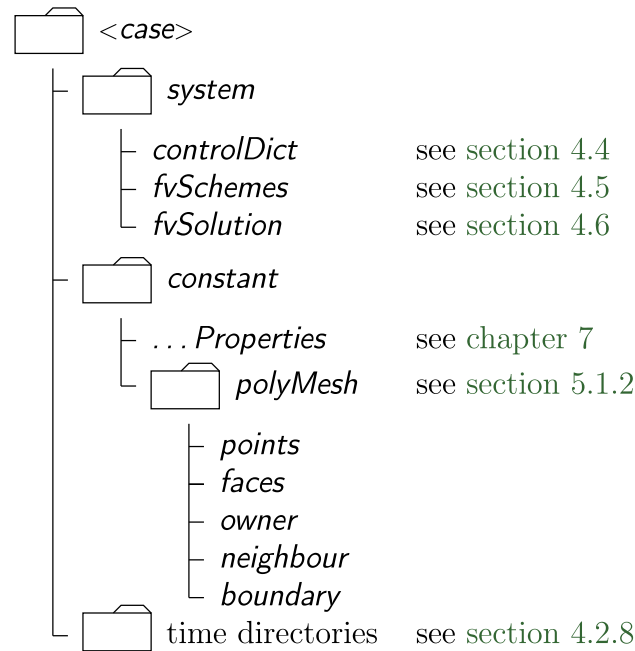 <case>
system
controlDict see section 4.4
fvSchemes see section 4.5
fvSolution see section 4.6
constant
...Properties see chapter 7
polyMesh see section 5.1.2
points
faces
owner
neighbour
boundary
time directories see section 4.2.8